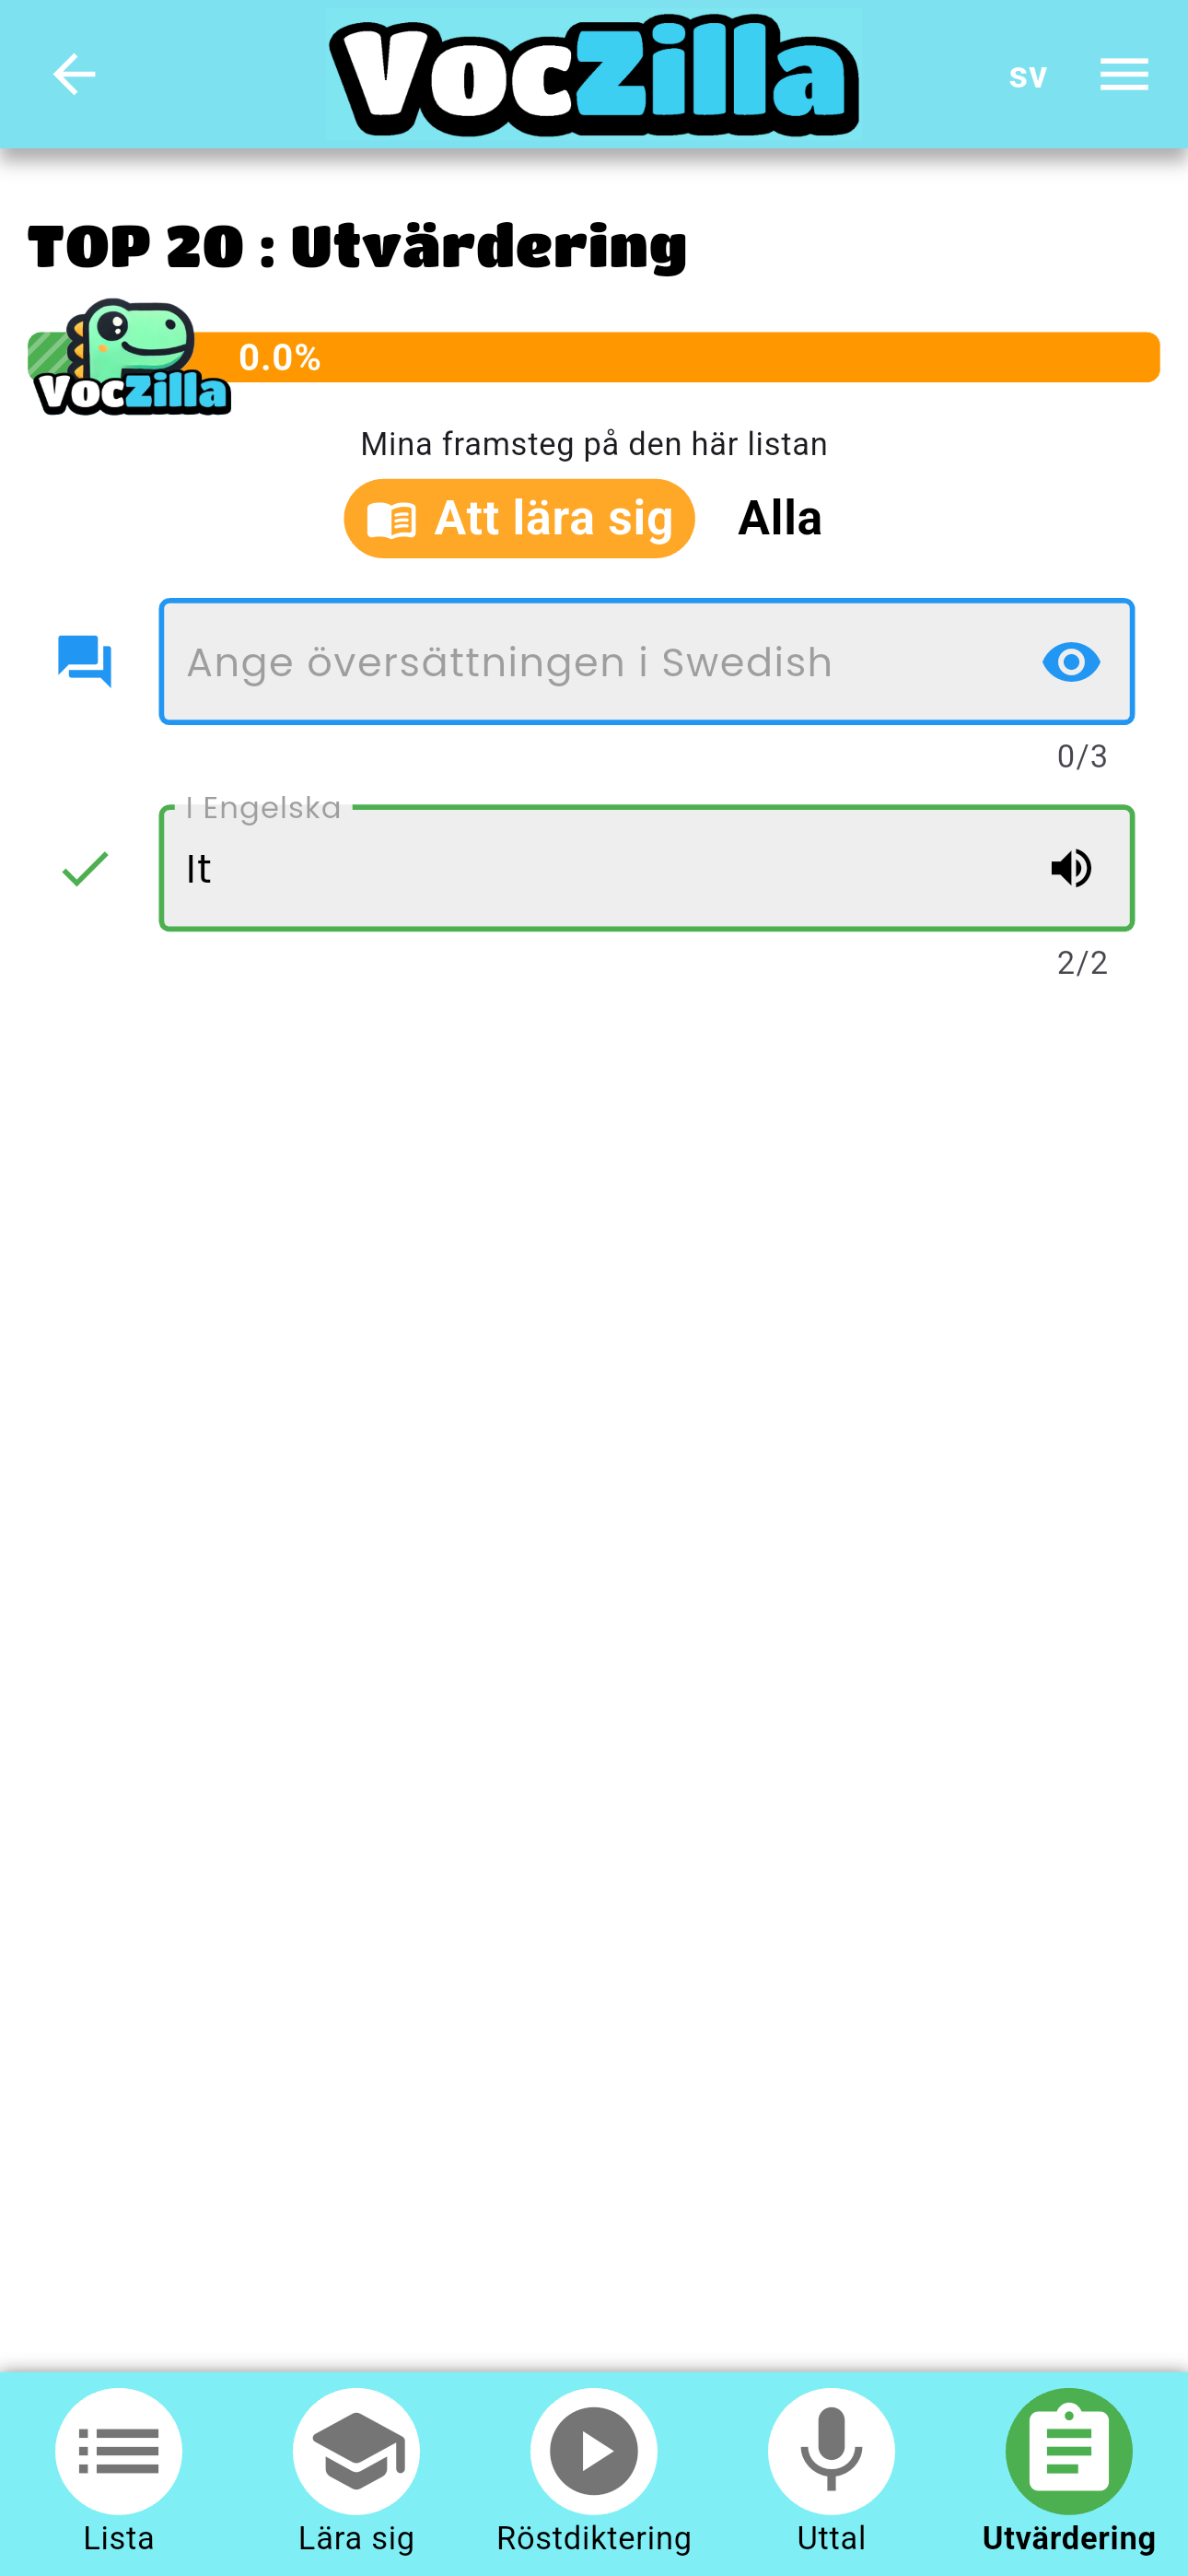 VocZilla
sv
TOP 20 : Utvärdering
0.0%
VocZilla
Mina framsteg på den här listan
Att lära sig
Alla
Ange översättningen i Swedish
0/3
I Engelska
It
2/2
Lista
Lära sig
Röstdiktering
Uttal
Utvärdering